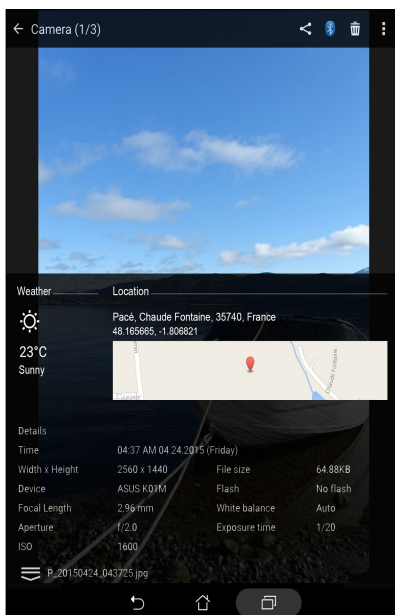 Camera (1/3)
Weather
Location
Pacé, Chaude Fontaine, 35740, France
48.165665, -1.806821
23°C
Sunny
Google
Chaude Fontaine
Details
Time 04:37 AM 04.24.2015 (Friday)
Width x Height 2560 x 1440 File size 64.88KB
Device ASUS K01M Flash No flash
Focal Length 2.96 mm White balance Auto
Aperture f/2.0 Exposure time 1/20
ISO 1600
P_20150424_043725.jpg